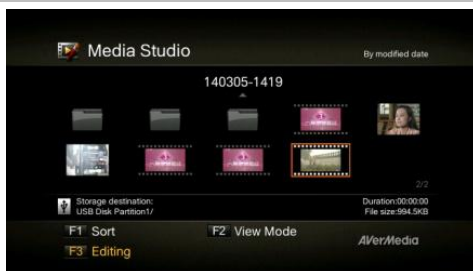 Media Studio
By modified date
140305-1419
2/2
Storage destination:
USB Disk Partition1/
Duration:00:00:00
File size:994.5KB
F1 Sort
F2 View Mode
F3 Editing
AVerMedia